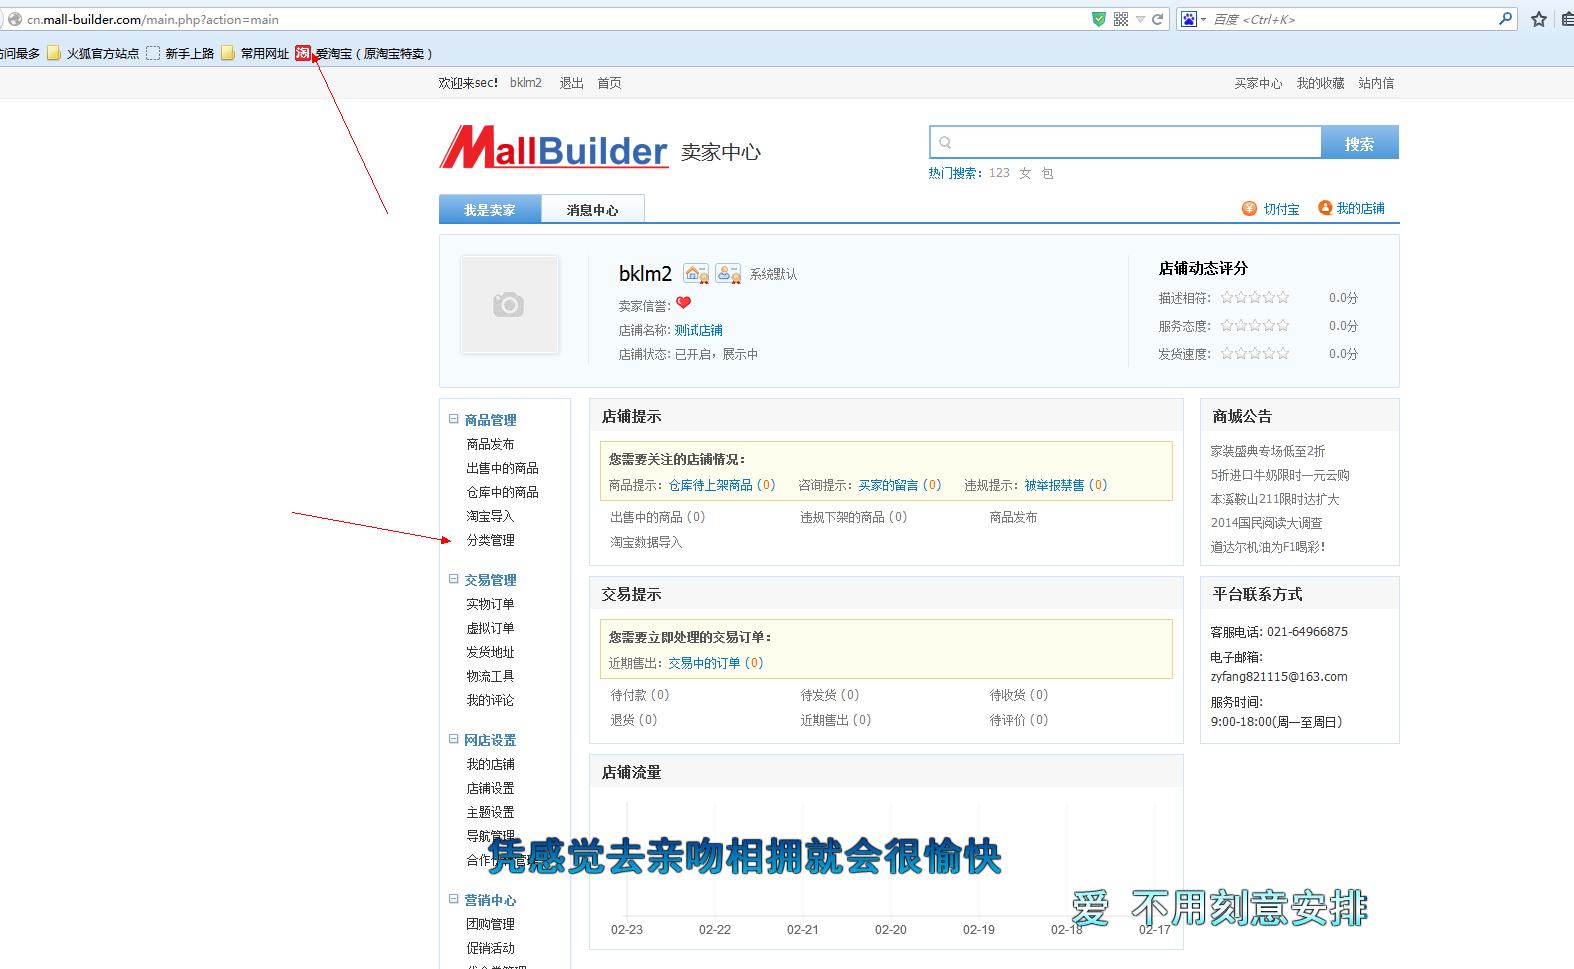 cn.mall-builder.com/main.php?action=main
百度 <Ctrl+K>
访问最多 火狐官方站点 新手上路 常用网址 淘 爱淘宝（原淘宝特卖）
欢迎来sec! bklm2 退出 首页 买家中心 我的收藏 站内信
MallBuilder 卖家中心
搜索
热门搜索： 123 女 包
我是卖家 消息中心 切付宝 我的店铺
bklm2 系统默认
卖家信誉:
店铺名称: 测试店铺
店铺状态: 已开启，展示中
店铺动态评分
描述相符: 0.0分
服务态度: 0.0分
发货速度: 0.0分
商品管理
商品发布
出售中的商品
仓库中的商品
淘宝导入
分类管理
交易管理
实物订单
虚拟订单
发货地址
物流工具
我的评论
网店设置
我的店铺
店铺设置
主题设置
导航管理
营销中心
团购管理
促销活动
店铺提示
您需要关注的店铺情况：
商品提示：仓库待上架商品 (0) 咨询提示：买家的留言 (0) 违规提示：被举报禁售 (0)
出售中的商品 (0) 违规下架的商品 (0) 商品发布
淘宝数据导入
交易提示
您需要立即处理的交易订单：
近期售出：交易中的订单 (0)
待付款 (0) 待发货 (0) 待收货 (0)
退货 (0) 近期售出 (0) 待评价 (0)
店铺流量
02-23 02-22 02-21 02-20 02-19 02-18 02-17
商城公告
家装盛典专场低至2折
5折进口牛奶限时一元云购
本溪鞍山211限时达扩大
2014国民阅读大调查
道达尔机油为F1喝彩！
平台联系方式
客服电话: 021-64966875
电子邮箱:
zyfang821115@163.com
服务时间:
9:00-18:00(周一至周日)
凭感觉去亲吻相拥就会很愉快
爱 不用刻意安排